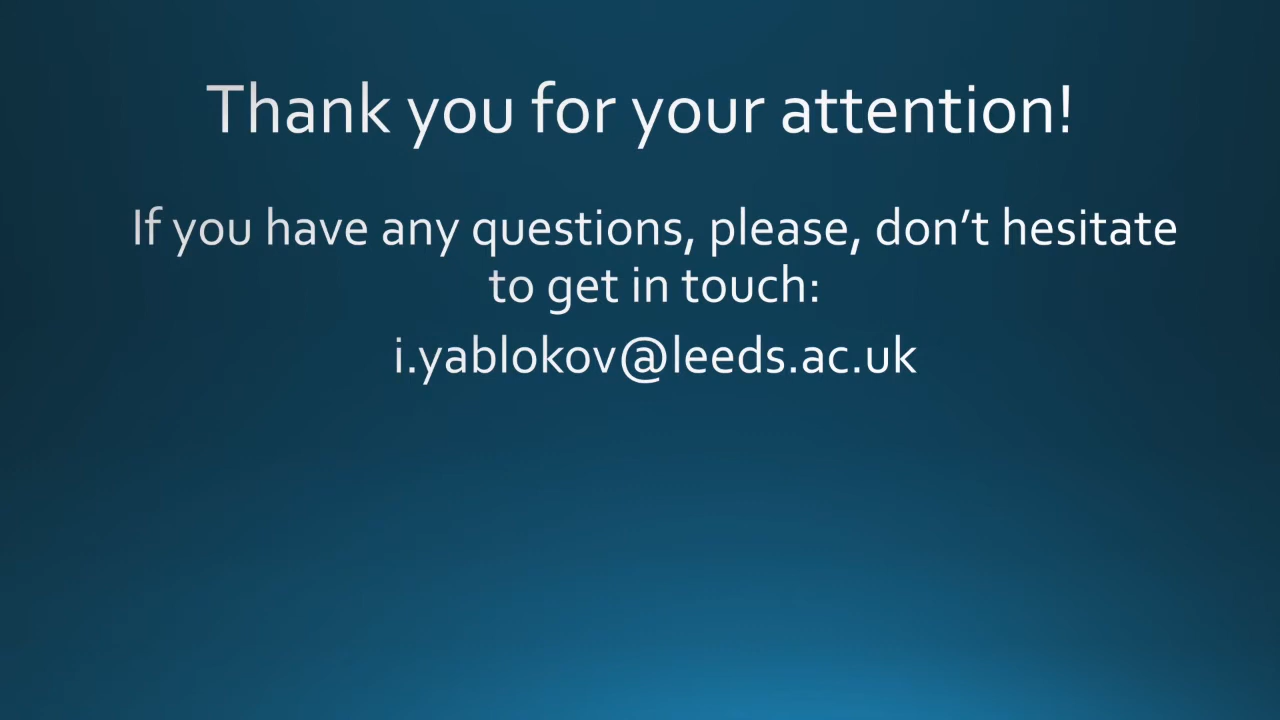 Thank you for your attention!
If you have any questions, please, don’t hesitate
to get in touch:
i.yablokov@leeds.ac.uk